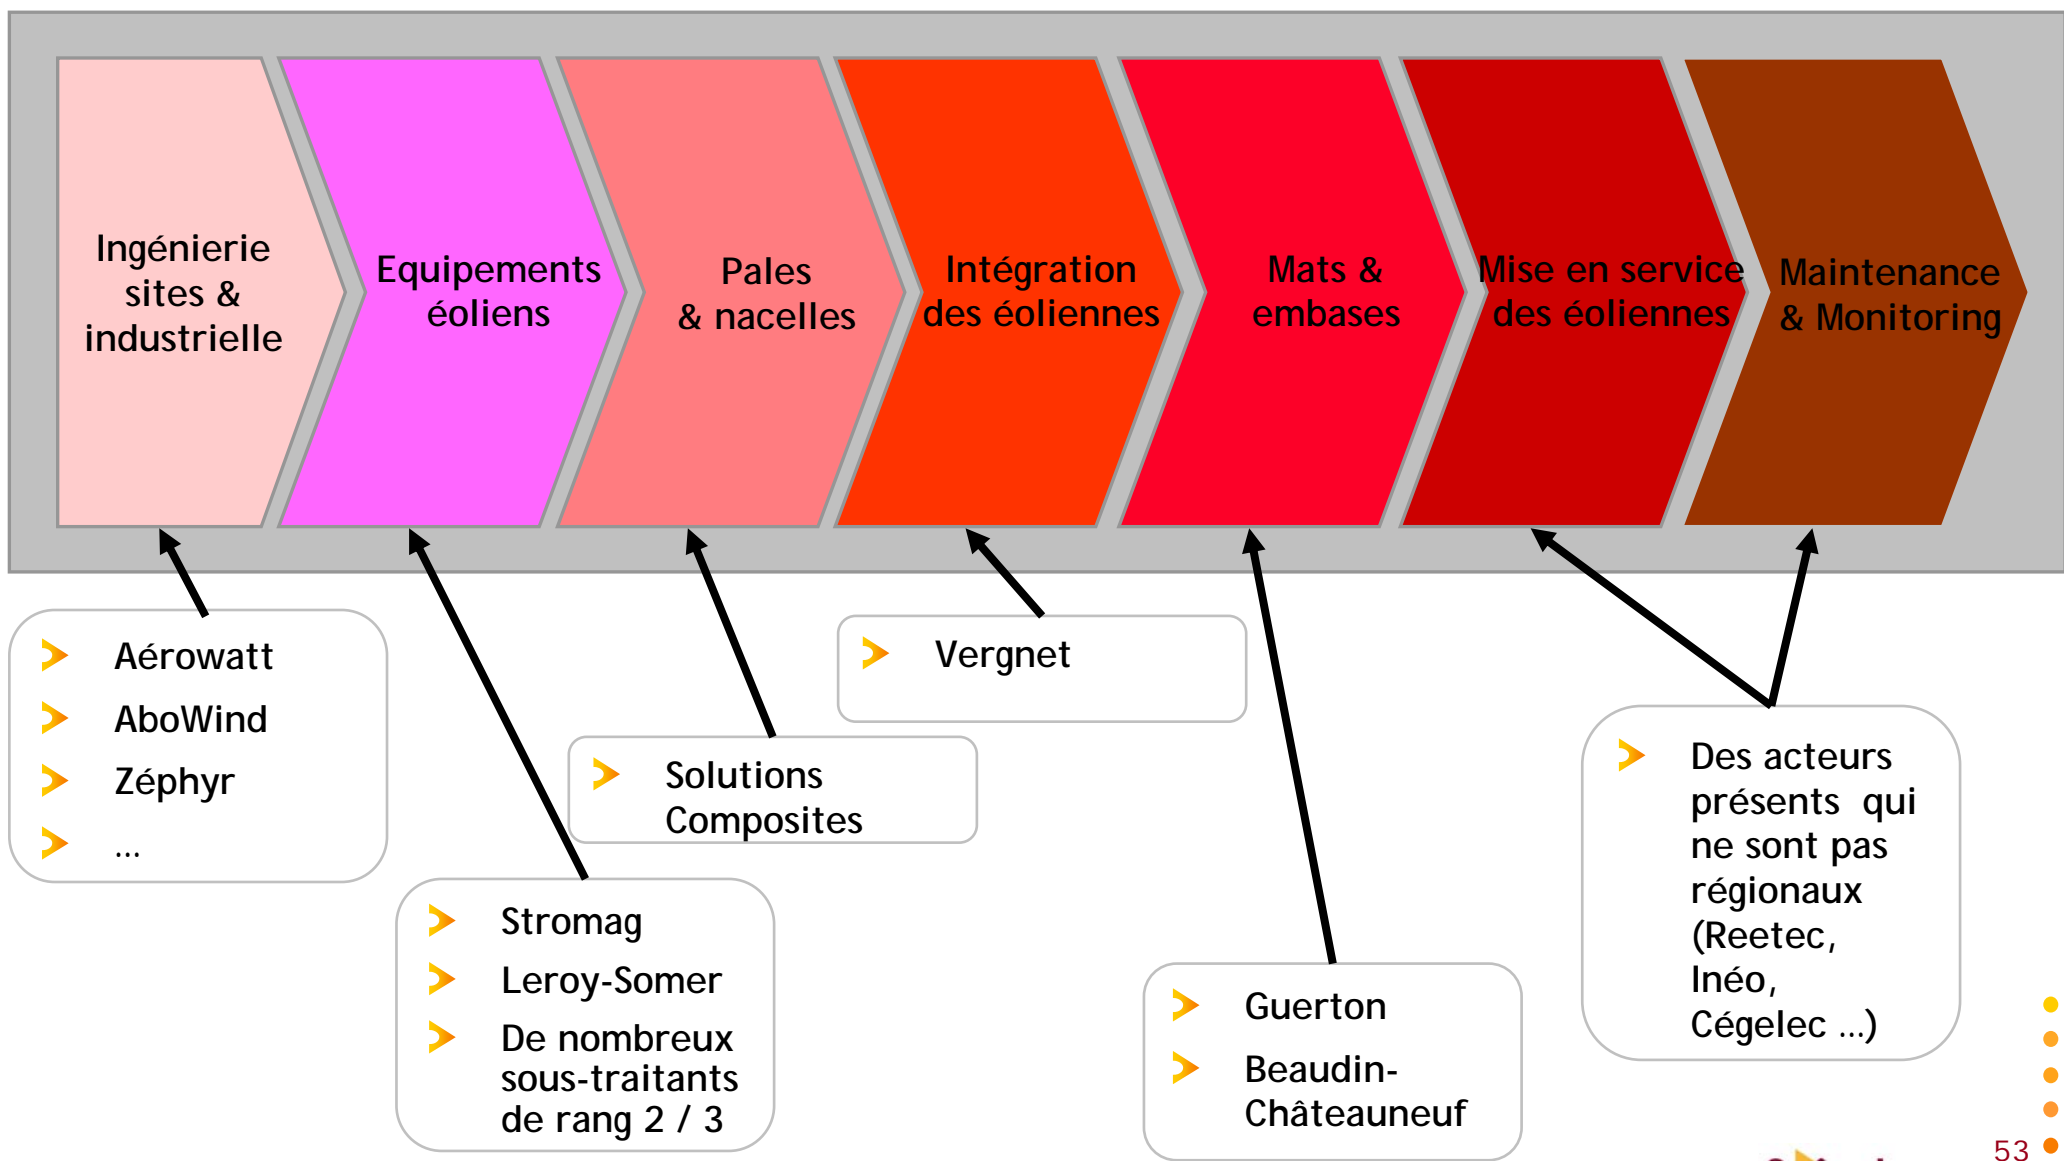 Ingénierie
sites &
industrielle
Equipements
éoliens
Pales
& nacelles
Intégration
des éoliennes
Mats &
embases
Mise en service
des éoliennes
Maintenance
& Monitoring
Aérowatt
AboWind
Zéphyr
...
Stromag
Leroy-Somer
De nombreux
sous-traitants
de rang 2 / 3
Solutions
Composites
Vergnet
Guerton
Beaudin-
Châteauneuf
Des acteurs
présents qui
ne sont pas
régionaux
(Reetec,
Inéo,
Cégelec ...)
53